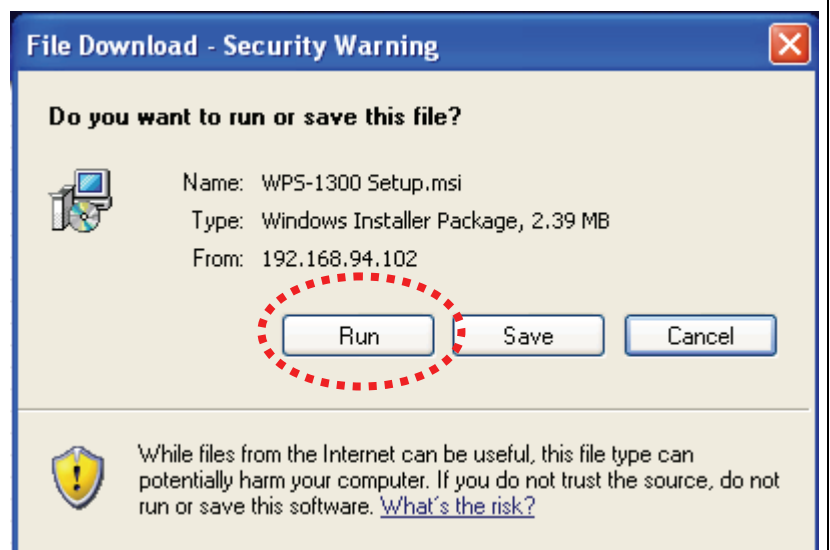 File Download - Security Warning
Do you want to run or save this file?
Name: WPS-1300 Setup.msi
Type: Windows Installer Package, 2.39 MB
From: 192.168.94.102
Run Save Cancel
While files from the Internet can be useful, this file type can
potentially harm your computer. If you do not trust the source, do not
run or save this software. What's the risk?